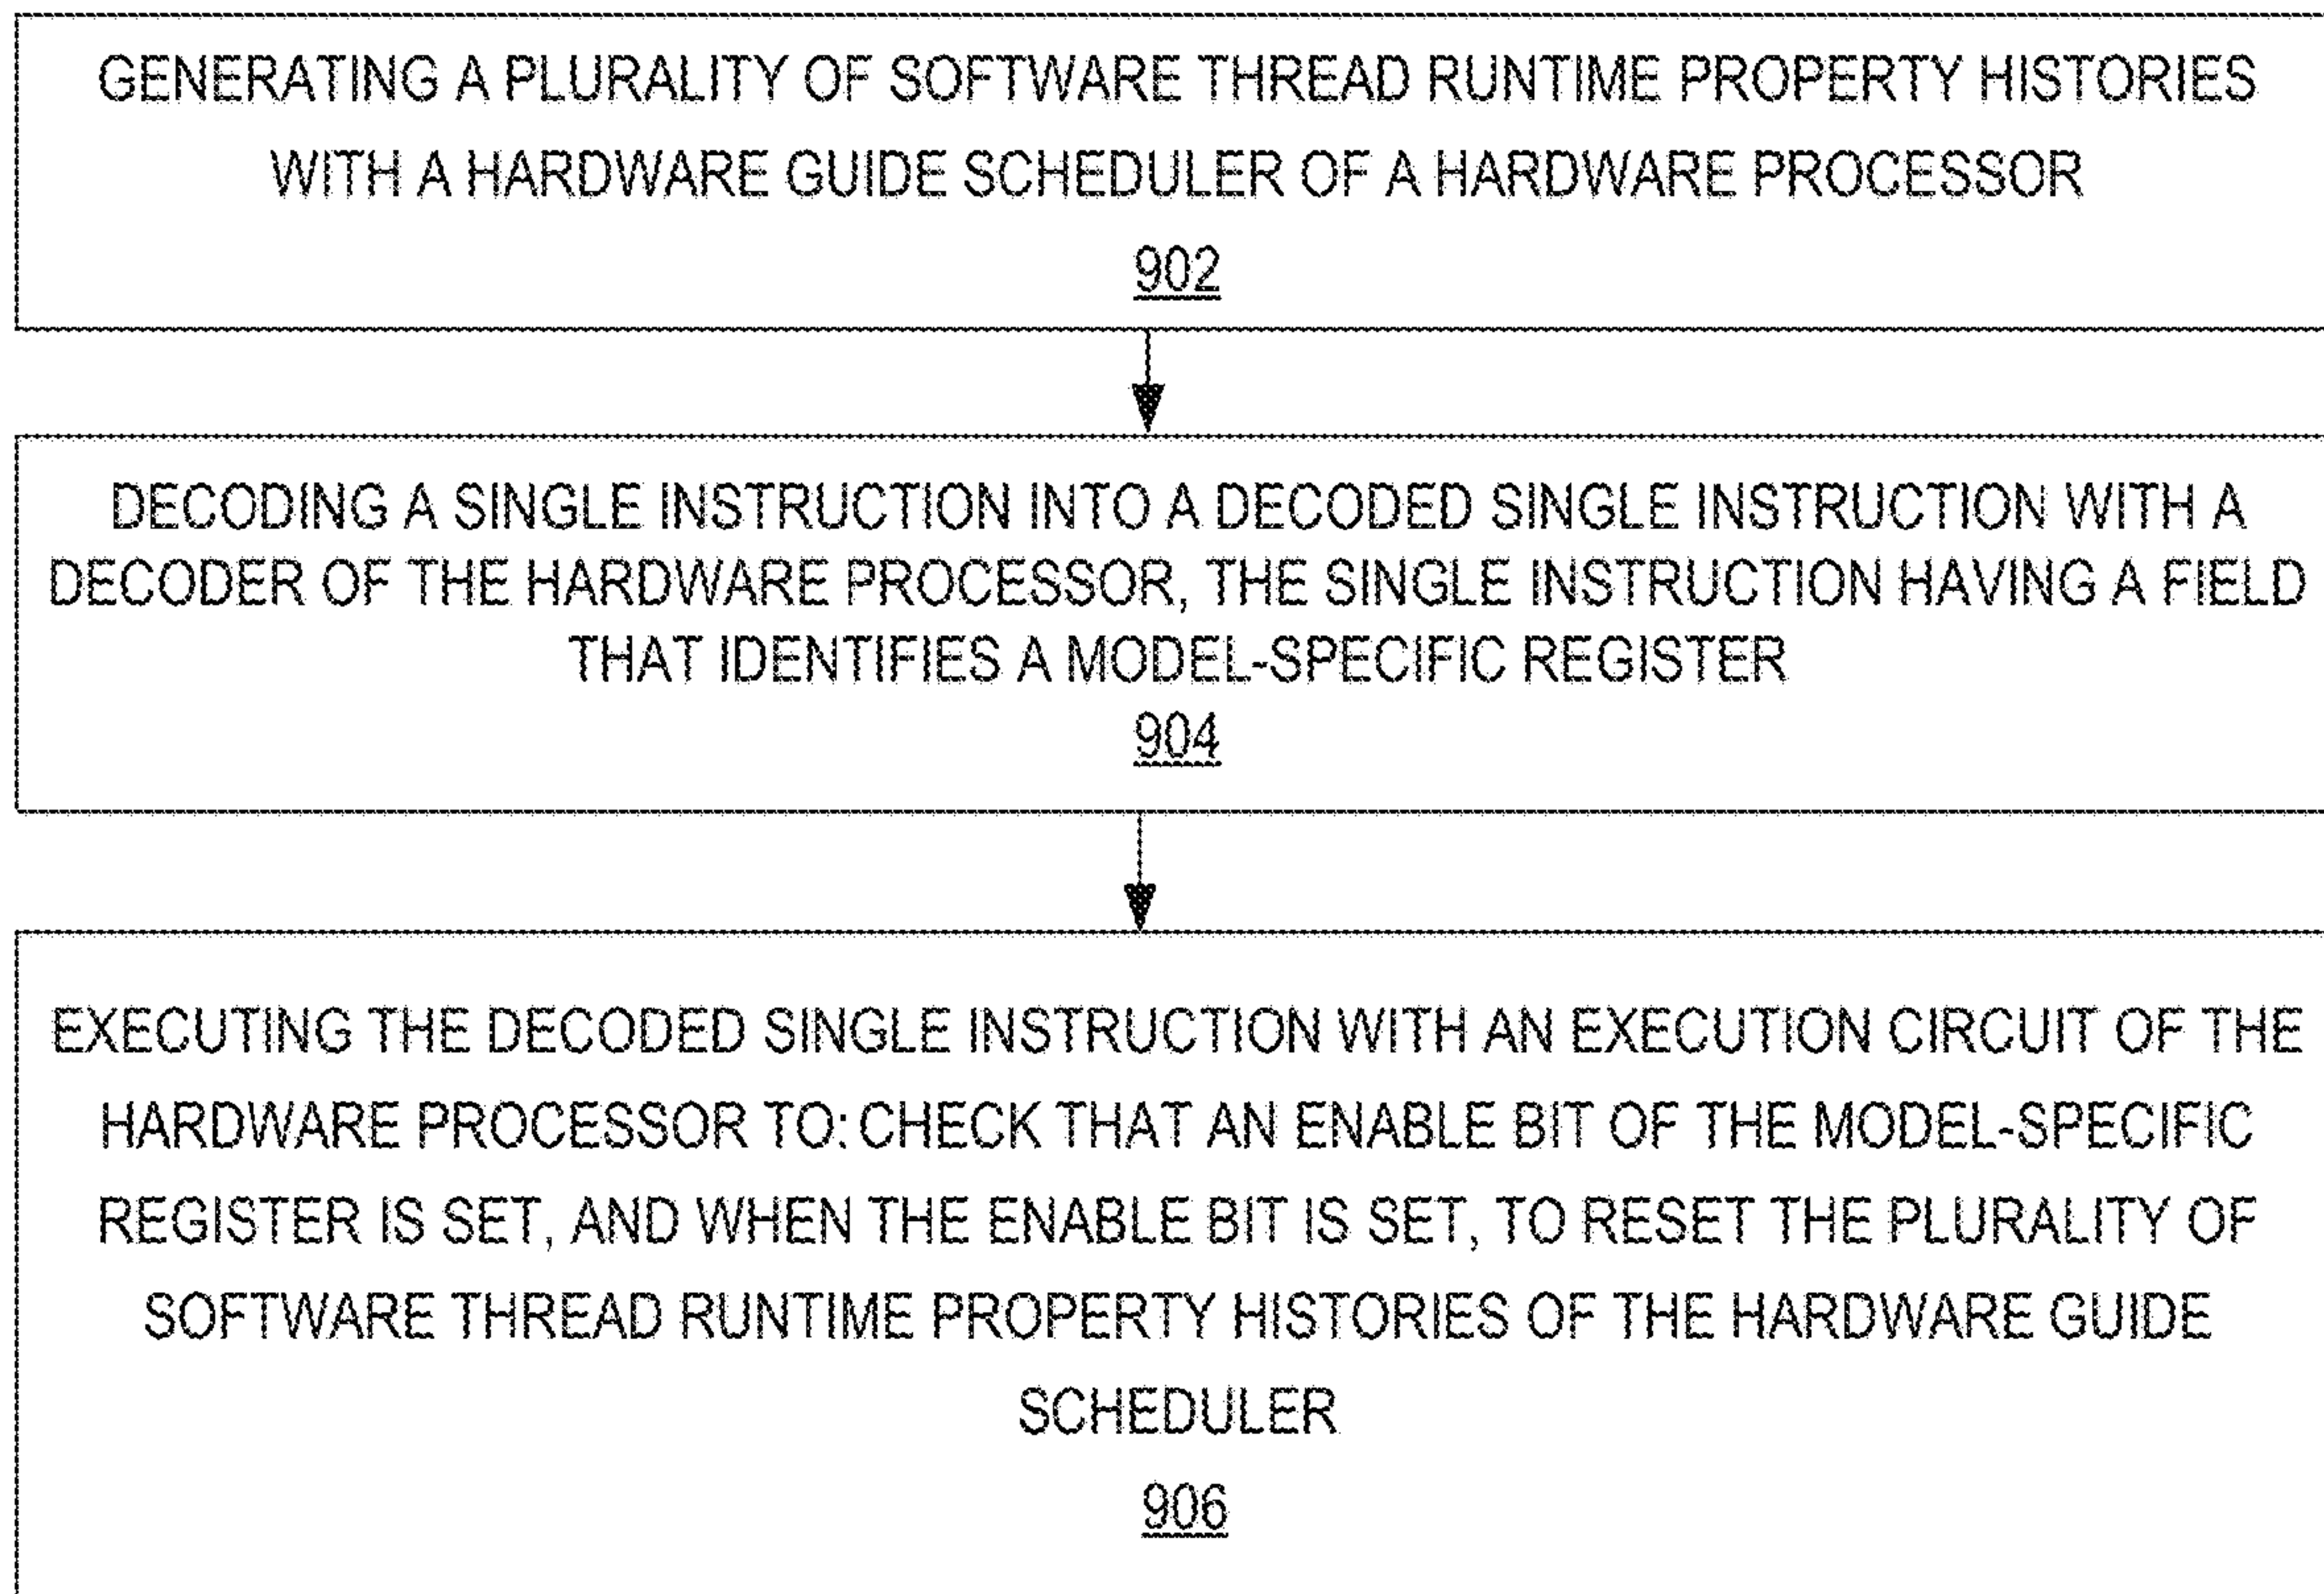 GENERATING A PLURALITY OF SOFTWARE THREAD RUNTIME PROPERTY HISTORIES
WITH A HARDWARE GUIDE SCHEDULER OF A HARDWARE PROCESSOR
902
DECODING A SINGLE INSTRUCTION INTO A DECODED SINGLE INSTRUCTION WITH A
DECODER OF THE HARDWARE PROCESSOR, THE SINGLE INSTRUCTION HAVING A FIELD
THAT IDENTIFIES A MODEL-SPECIFIC REGISTER
904
EXECUTING THE DECODED SINGLE INSTRUCTION WITH AN EXECUTION CIRCUIT OF THE
HARDWARE PROCESSOR TO: CHECK THAT AN ENABLE BIT OF THE MODEL-SPECIFIC
REGISTER IS SET, AND WHEN THE ENABLE BIT IS SET, TO RESET THE PLURALITY OF
SOFTWARE THREAD RUNTIME PROPERTY HISTORIES OF THE HARDWARE GUIDE
SCHEDULER
906